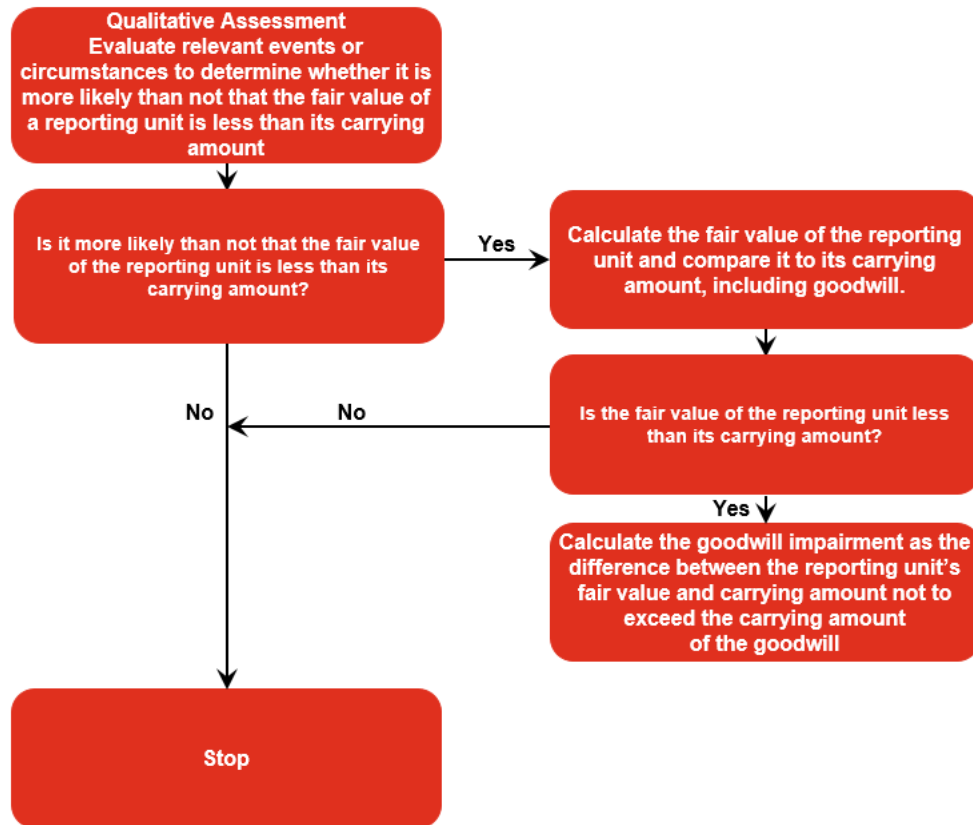 Qualitative Assessment
Evaluate relevant events or
circumstances to determine whether it is
more likely than not that the fair value of
a reporting unit is less than its carrying
amount
Is it more likely than not that the fair value
of the reporting unit is less than its
carrying amount?
Yes
Calculate the fair value of the reporting
unit and compare it to its carrying
amount, including goodwill.
No
No
Is the fair value of the reporting unit less
than its carrying amount?
Yes
Calculate the goodwill impairment as the
difference between the reporting unit’s
fair value and carrying amount not to
exceed the carrying amount
of the goodwill
Stop